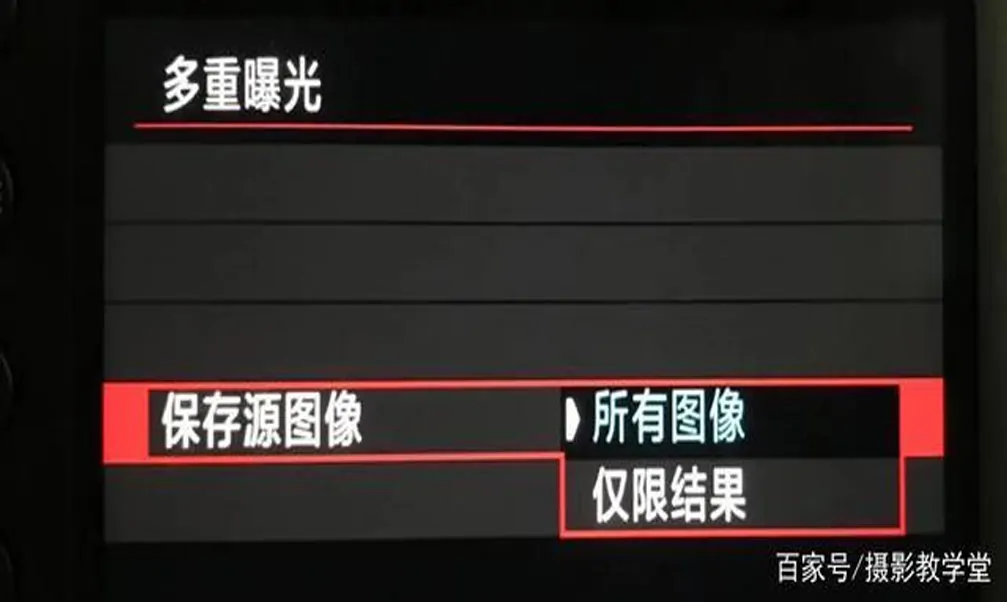 多重曝光
保存源图像
所有图像
仅限结果
百家号/摄影教学堂